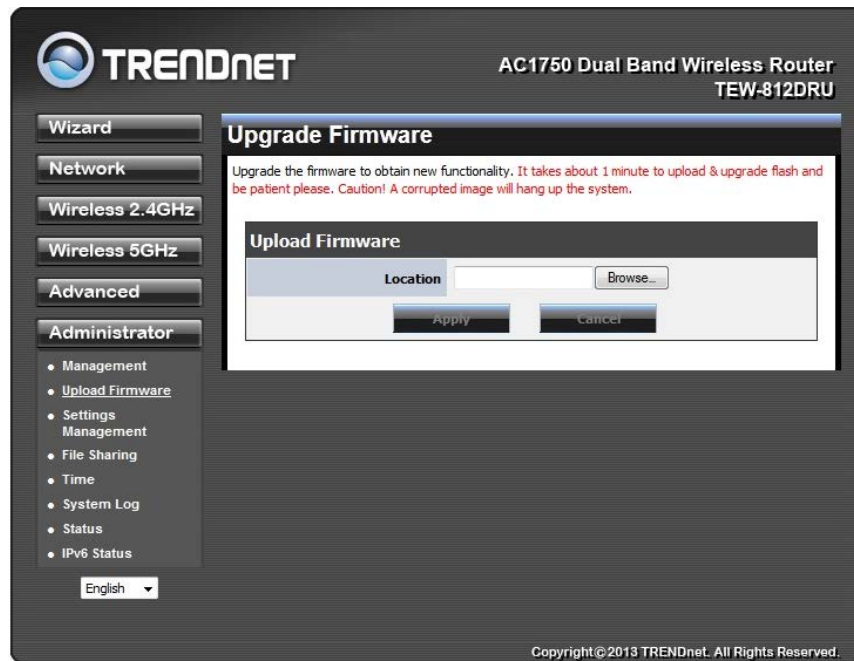 TRENDnet
AC1750 Dual Band Wireless Router
TEW-812DRU
Wizard
Network
Wireless 2.4GHz
Wireless 5GHz
Advanced
Administrator
Management
Upload Firmware
Settings
Management
File Sharing
Time
System Log
Status
IPv6 Status
English
Upgrade Firmware
Upgrade the firmware to obtain new functionality. It takes about 1 minute to upload & upgrade flash and
be patient please. Caution! A corrupted image will hang up the system.
Upload Firmware
Location
Browse...
Apply
Cancel
Copyright©2013 TRENDnet. All Rights Reserved.